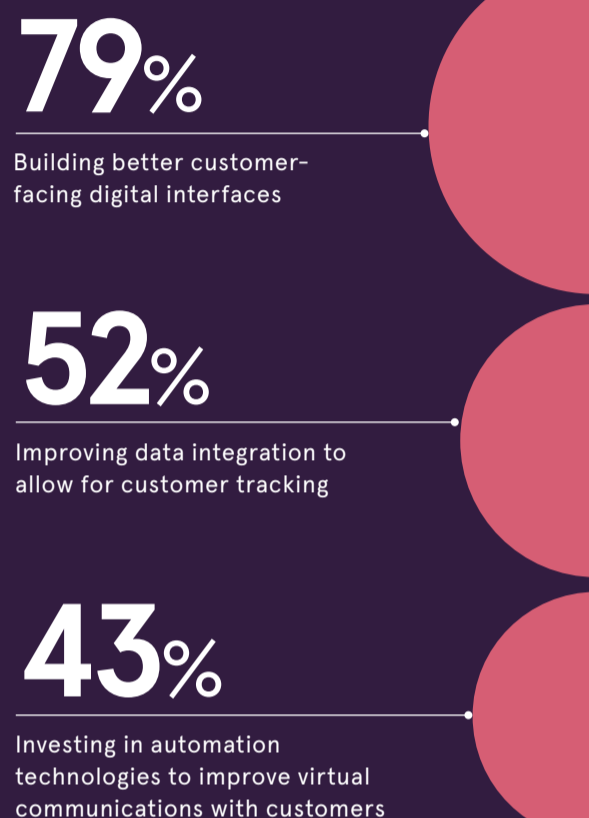 79%
Building better customer-
facing digital interfaces
52%
Improving data integration to
allow for customer tracking
43%
Investing in automation
technologies to improve virtual
communications with customers